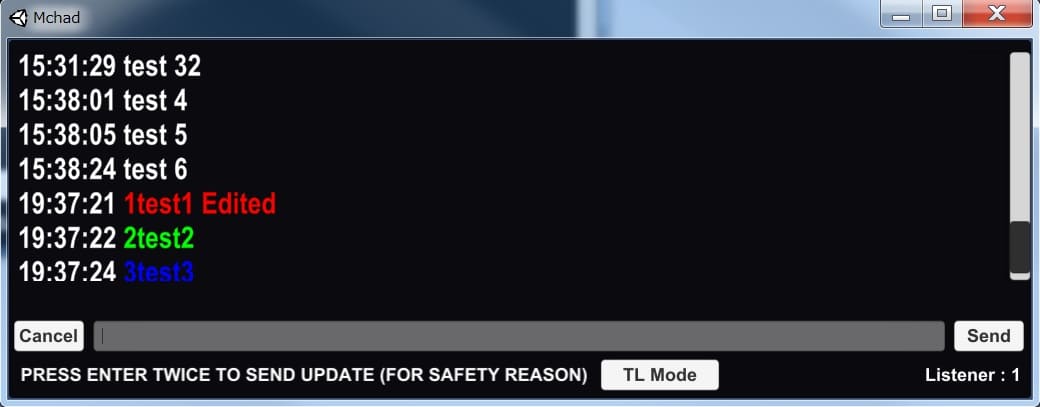 Mchad
15:31:29 test 32
15:38:01 test 4
15:38:05 test 5
15:38:24 test 6
19:37:21 1test1 Edited
19:37:22 2test2
19:37:24 3test3
Cancel
Send
PRESS ENTER TWICE TO SEND UPDATE (FOR SAFETY REASON) TL Mode Listener : 1